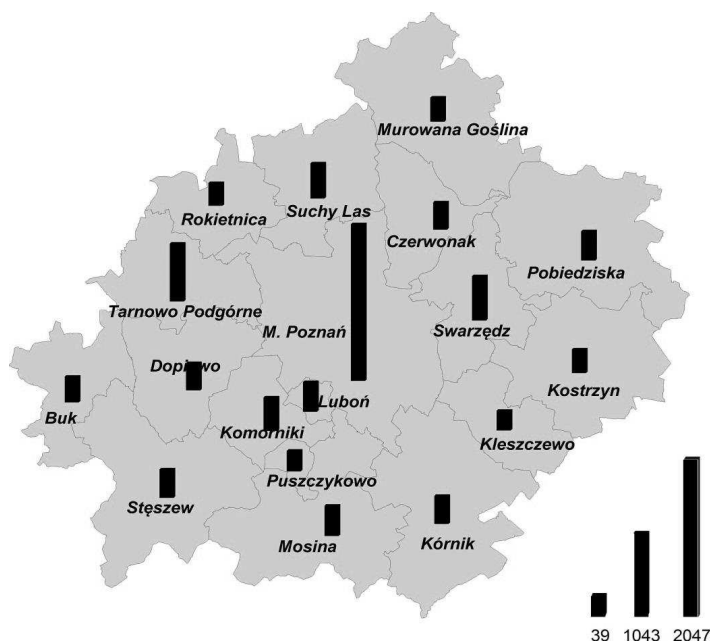 Murowana Goślina
Rokietnica
Suchy Las
Czerwonak
Pobiedziska
Tarnowo Podgórne
M. Poznań
Swarzędz
Dopiewo
Kostrzyn
Buk
Luboń
Komorniki
Kleszczewo
Puszczykowo
Stęszew
Mosina
Kórnik
39 1043 2047